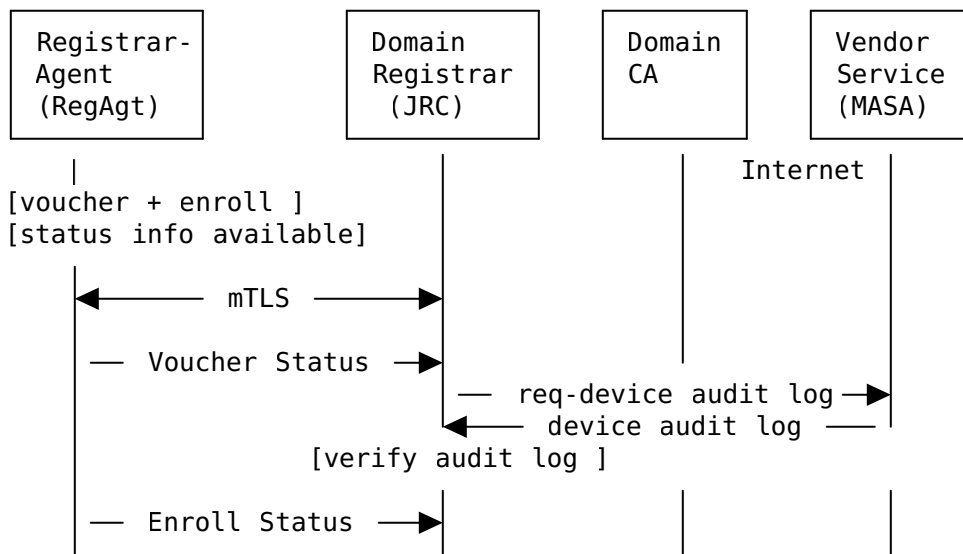 Registrar-
Agent
(RegAgt)
Domain
Registrar
(JRC)
Domain
CA
Vendor
Service
(MASA)
Internet
[voucher + enroll ]
[status info available]
mTLS
Voucher Status
req-device audit log
device audit log
[verify audit log ]
Enroll Status